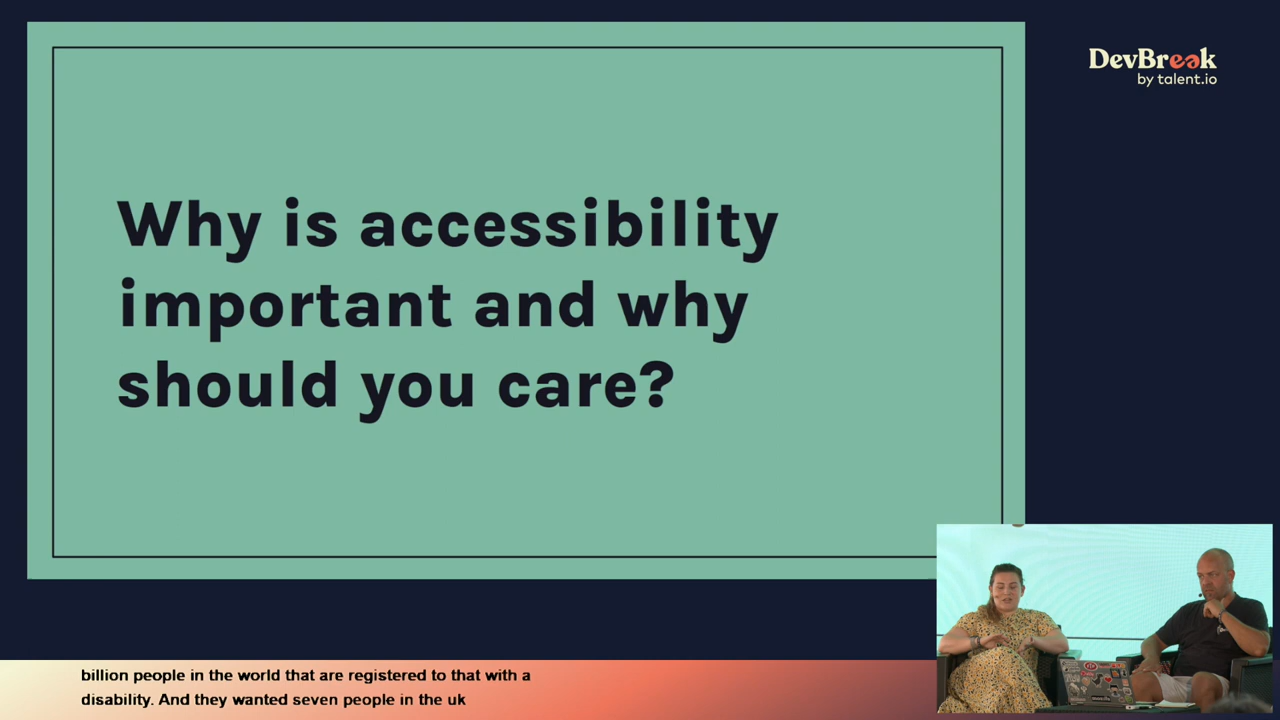 DevBreak
by talent.io
Why is accessibility
important and why
should you care?
billion people in the world that are registered to that with a
disability. And they wanted seven people in the uk